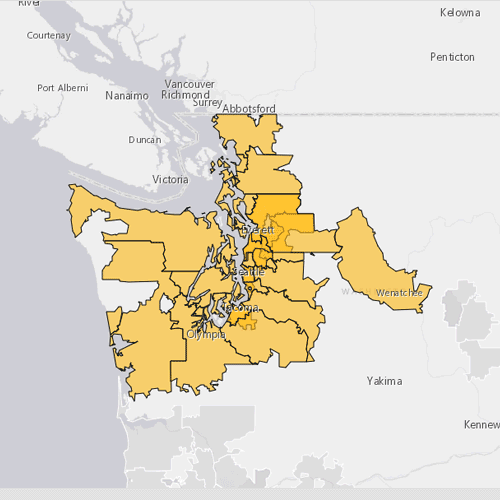 River
Kelowna
Courtenay
Penticton
Port Alberni
Vancouver
Nanaimo
Richmond
Surrey
Abbotsford
Duncan
Victoria
Everett
Seattle
Wenatchee
Tacoma
Olympia
Yakima
Kennew